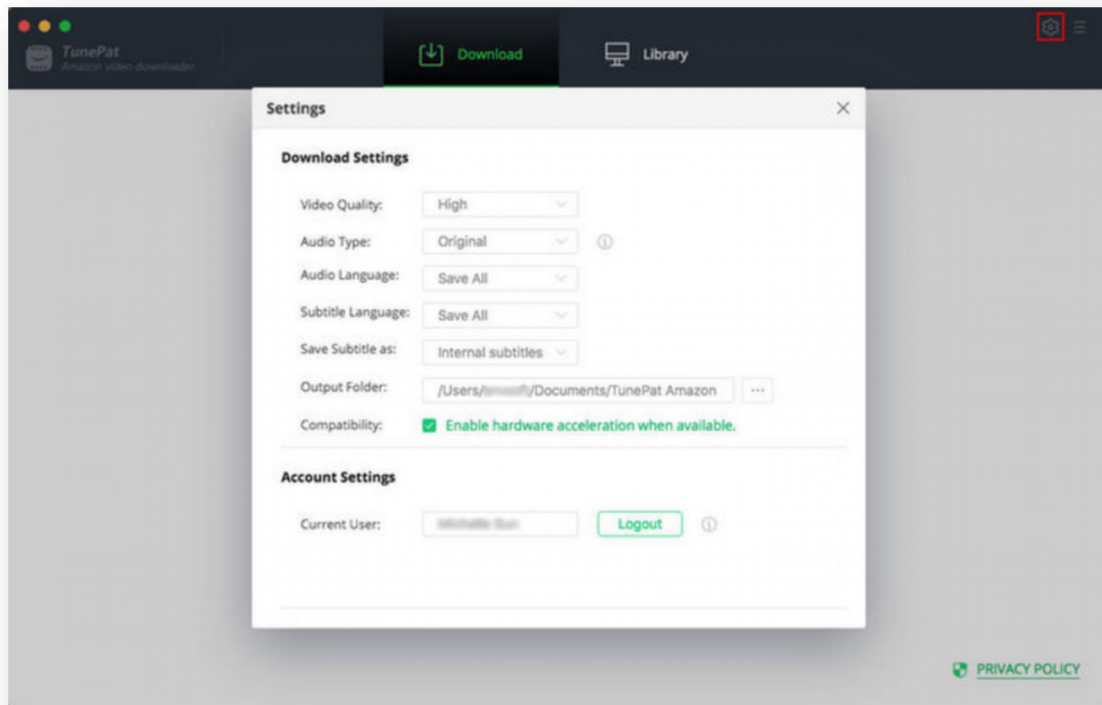 TunePat
Amazon video downloader
Download
Library
Settings
Download Settings
Video Quality: High
Audio Type: Original
Audio Language: Save All
Subtitle Language: Save All
Save Subtitle as: Internal subtitles
Output Folder: /Users/ /Documents/TunePat Amazon ...
Compatibility: Enable hardware acceleration when available.
Account Settings
Current User: Logout
PRIVACY POLICY